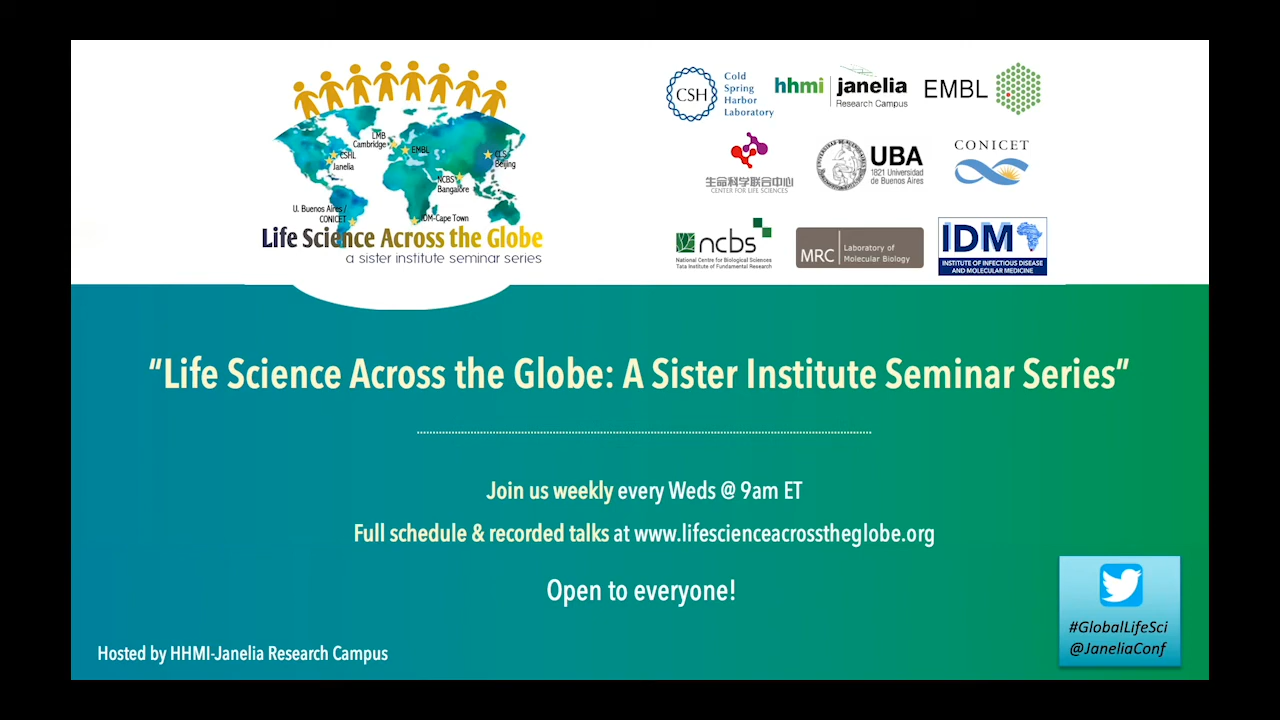 LMB
Cambridge
EMBL
CSHL
Janelia
CLS-
Beijing
NCBS
Bangalore
U. Buenos Aires /
CONICET
IDM-Cape Town
Life Science Across the Globe
a sister institute seminar series
CSH
Cold
Spring
Harbor
Laboratory
hhmi | janelia
Research Campus
EMBL
生命科学联合中心
CENTER FOR LIFE SCIENCES
UBA
1821 Universidad
de Buenos Aires
CONICET
ncbs
National Centre for Biological Sciences
Tata Institute of Fundamental Research
MRC
Laboratory of
Molecular Biology
IDM
INSTITUTE OF INFECTIOUS DISEASE
AND MOLECULAR MEDICINE
“Life Science Across the Globe: A Sister Institute Seminar Series”
Join us weekly every Weds @ 9am ET
Full schedule & recorded talks at www.lifescienceacrosstheglobe.org
Open to everyone!
#GlobalLifeSci
@JaneliaConf
Hosted by HHMI-Janelia Research Campus